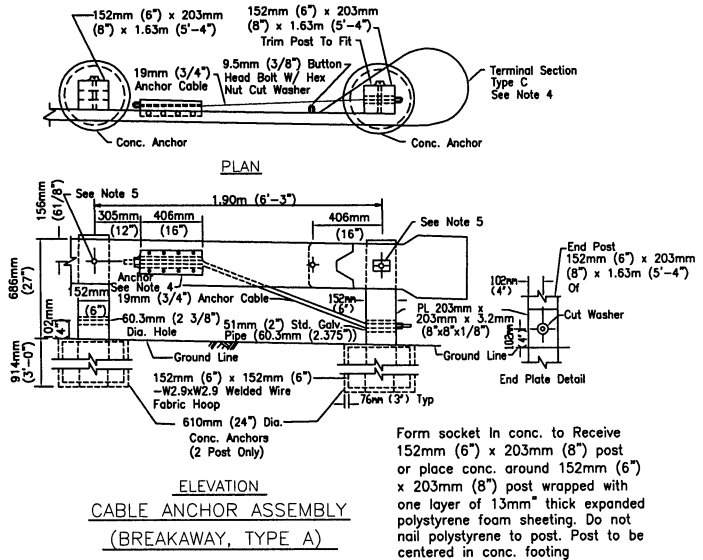 152mm (6") x 203mm
(8") x 1.63m (5'-4")
152mm (6") x 203mm
(8") x 1.63m (5'-4")
Trim Post To Fit
9.5mm (3/8") Button
Head Bolt W/ Hex
Nut Cut Washer
19mm (3/4")
Anchor Cable
Terminal Section
Type C
See Note 4
Conc. Anchor
Conc. Anchor
PLAN
156mm
(61/8")
See Note 5
1.90m (6'-3")
305mm
(12")
406mm
(16")
406mm
(16")
See Note 5
End Post
152mm (6") x 203mm
(8") x 1.63m (5'-4")
Of
102mm
(4")
Cut Washer
102mm
(4")
End Plate Detail
686mm
(27")
Anchor
See Note 4
152mm
(6")
19mm (3/4") Anchor Cable
152mm
(6")
PL 203mm x
203mm x 3.2mm
(8"x8"x1/8")
102mm
(4")
60.3mm (2 3/8")
Dia. Hole
51mm (2") Std. Galv.
Pipe (60.3mm (2.375"))
Ground Line
Ground Line
914mm
(3'-0")
152mm (6") x 152mm (6")
-W2.9xW2.9 Welded Wire
Fabric Hoop
76mm (3") Typ
610mm (24") Dia.
Conc. Anchors
(2 Post Only)
ELEVATION
CABLE ANCHOR ASSEMBLY
(BREAKAWAY, TYPE A)
Form socket In conc. to Receive
152mm (6") x 203mm (8") post
or place conc. around 152mm (6")
x 203mm (8") post wrapped with
one layer of 13mm" thick expanded
polystyrene foam sheeting. Do not
nail polystyrene to post. Post to be
centered in conc. footing